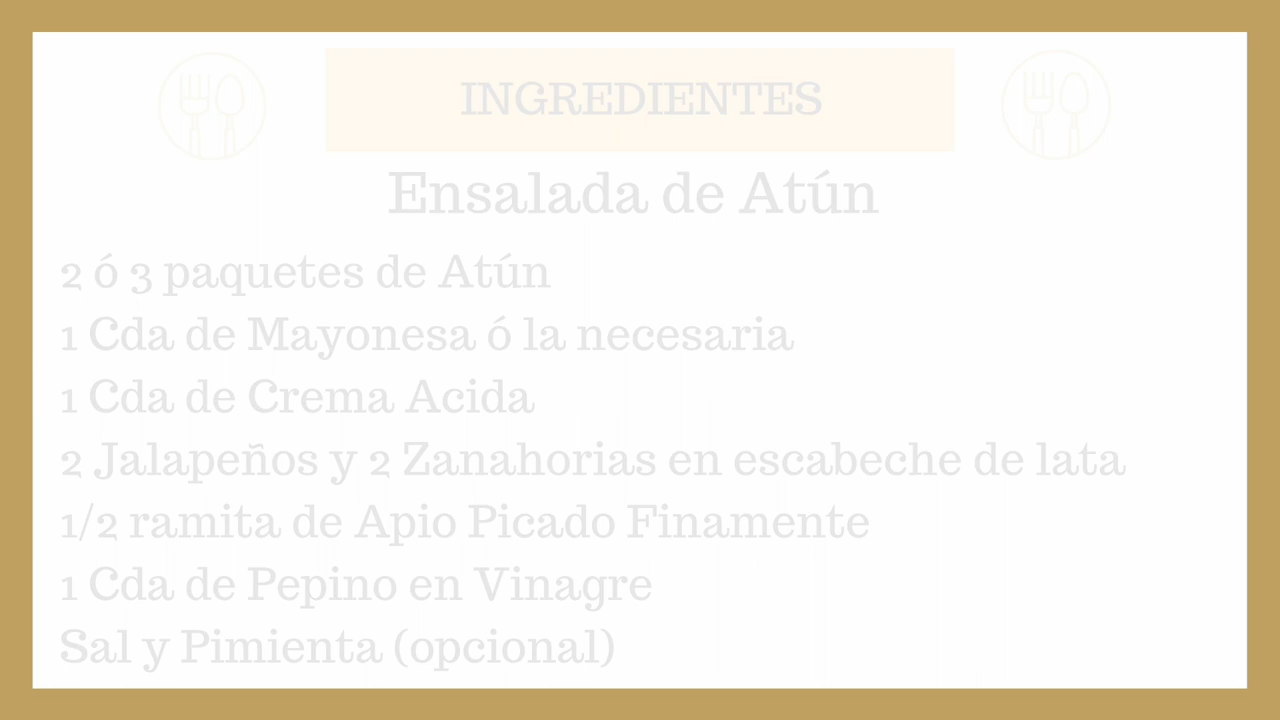 INGREDIENTES
Ensalada de Atún
2 ó 3 paquetes de Atún
1 Cda de Mayonesa ó la necesaria
1 Cda de Crema Acida
2 Jalapeños y 2 Zanahorias en escabeche de lata
1/2 ramita de Apio Picado Finamente
1 Cda de Pepino en Vinagre
Sal y Pimienta (opcional)